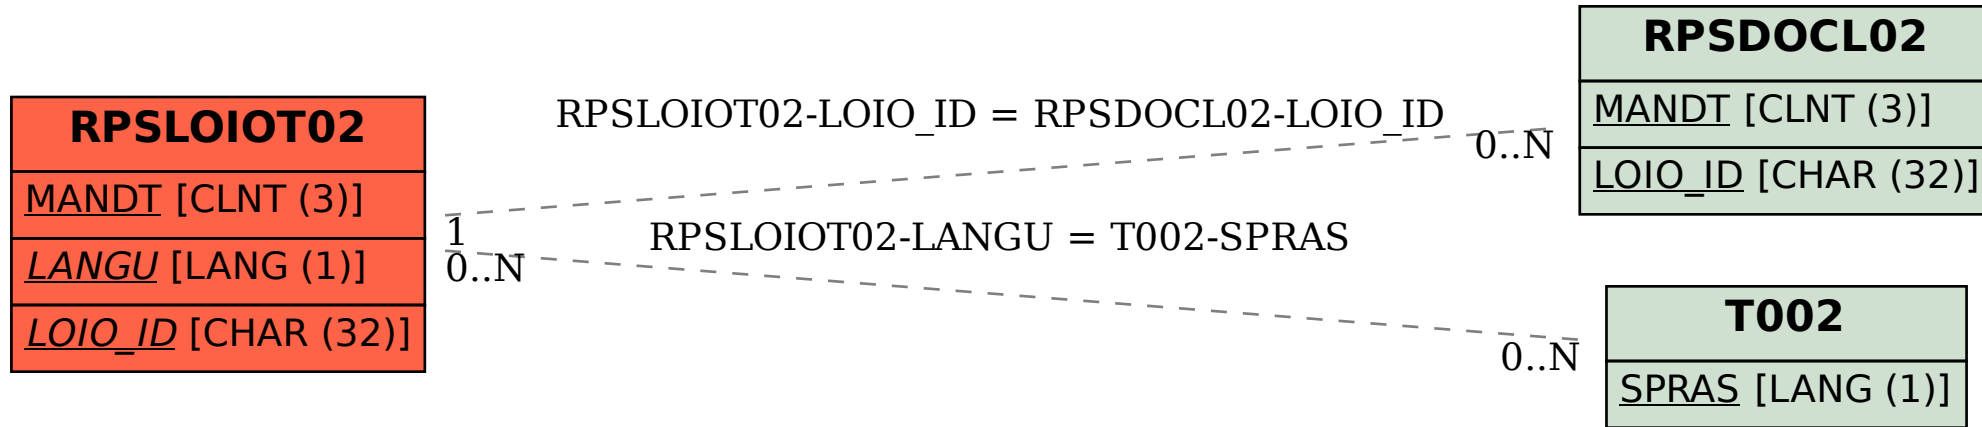 RPSLOIOT02
MANDT [CLNT (3)]
LANGU [LANG (1)]
LOIO_ID [CHAR (32)]
RPSLOIOT02-LOIO_ID = RPSDOCL02-LOIO_ID
1
0..N
RPSLOIOT02-LANGU = T002-SPRAS
0..N
0..N
RPSDOCL02
MANDT [CLNT (3)]
LOIO_ID [CHAR (32)]
T002
SPRAS [LANG (1)]